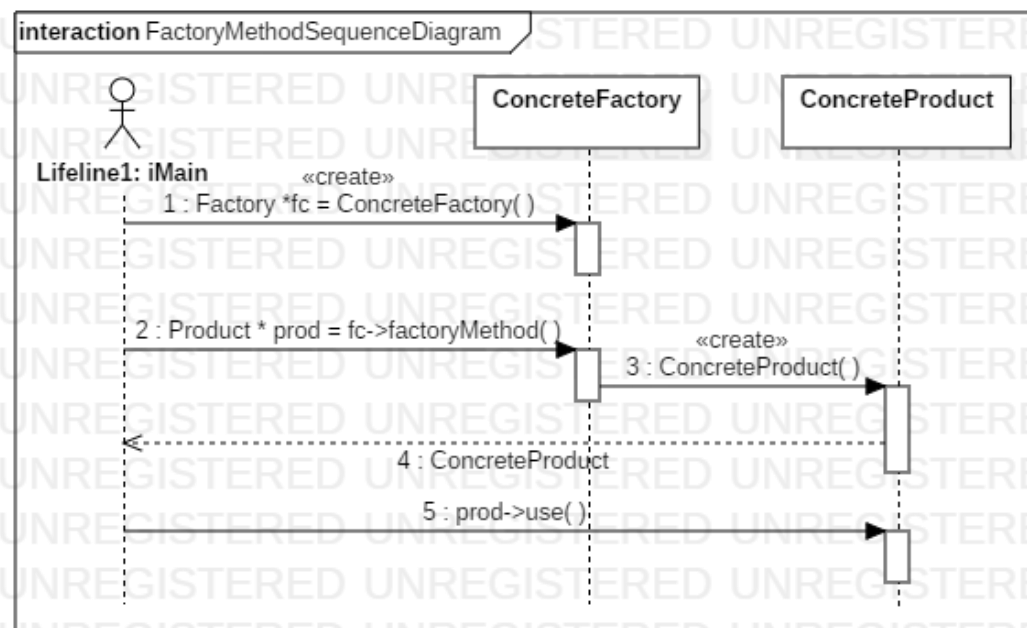 interaction FactoryMethodSequenceDiagram
ConcreteFactory
ConcreteProduct
Lifeline1: iMain
«create»
1 : Factory *fc = ConcreteFactory( )
2 : Product * prod = fc->factoryMethod( )
«create»
3 : ConcreteProduct( )
4 : ConcreteProduct
5 : prod->use( )
UNREGISTERED UNREGISTERED UNREGISTERED